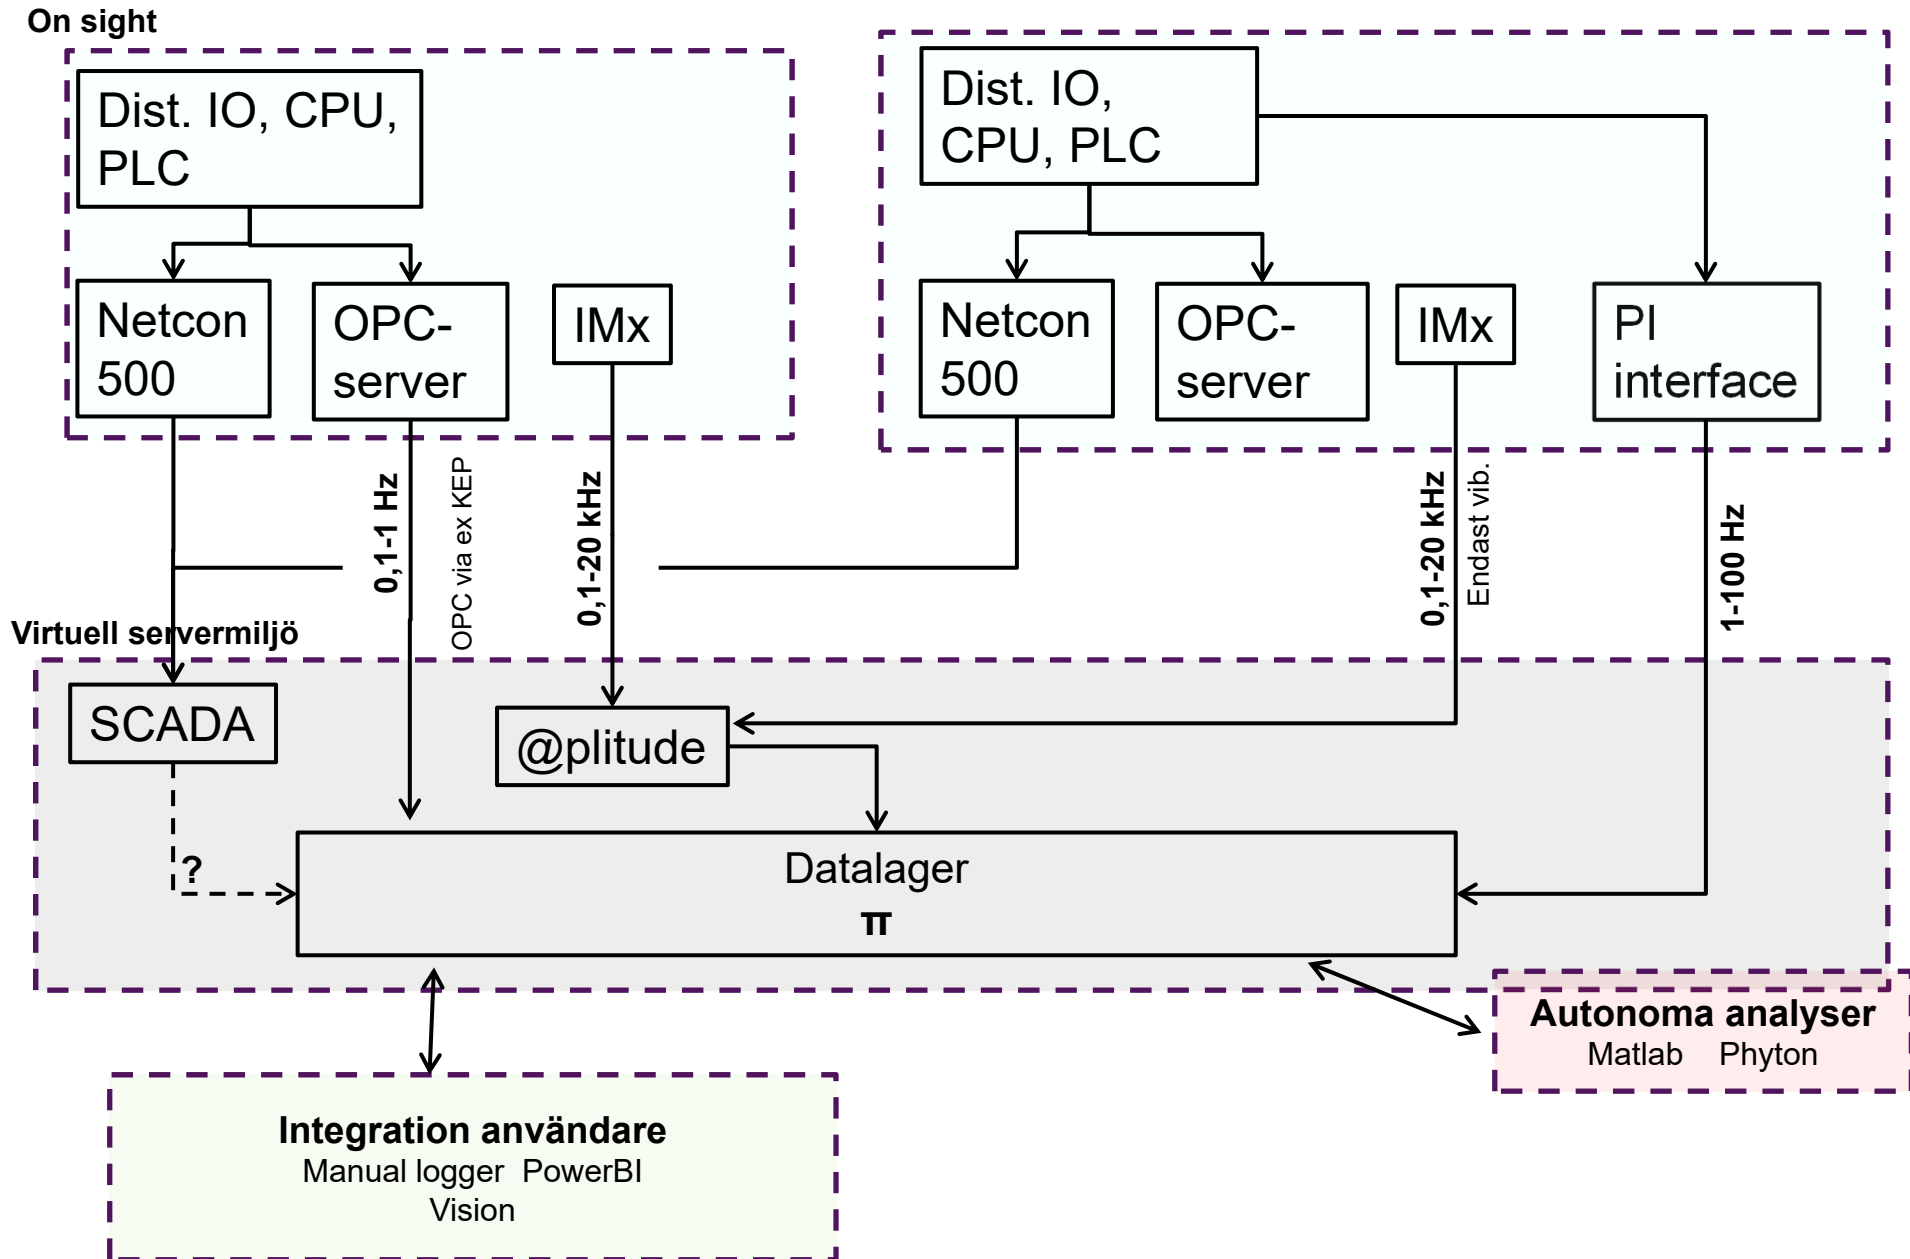 On sight
Dist. IO, CPU,
PLC
Netcon
500
OPC-
server
IMx
Dist. IO,
CPU, PLC
Netcon
500
OPC-
server
IMx
PI
interface
0,1-1 Hz
OPC via ex KEP
0,1-20 kHz
0,1-20 kHz
Endast vib.
1-100 Hz
Virtuell servermiljö
SCADA
@plitude
?
Datalager
π
Autonoma analyser
Matlab Phyton
Integration användare
Manual logger PowerBI
Vision